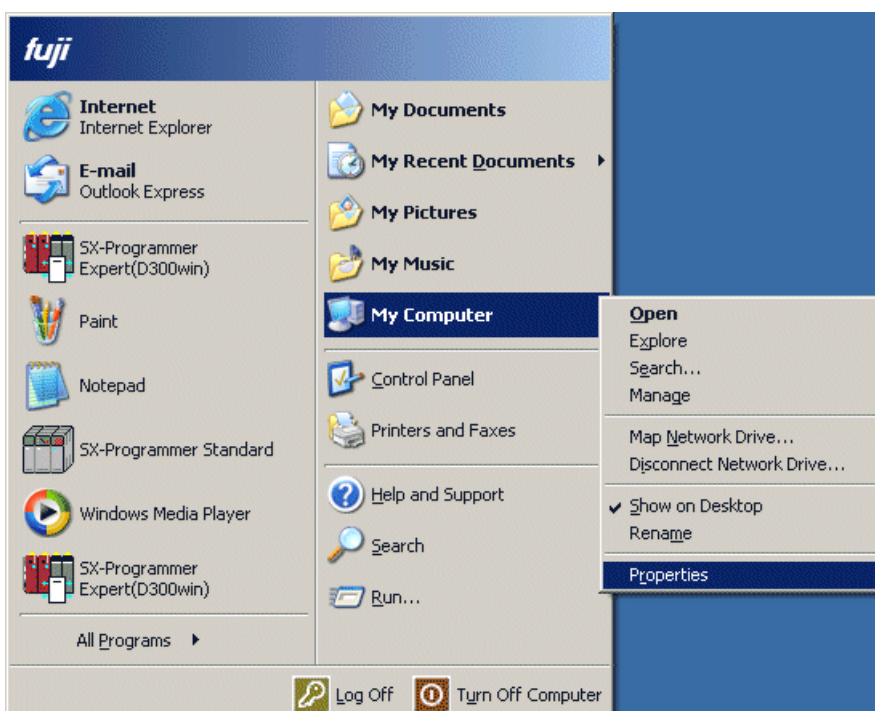 fuji
Internet
Internet Explorer
E-mail
Outlook Express
SX-Programmer
Expert(D300win)
Paint
Notepad
SX-Programmer Standard
Windows Media Player
SX-Programmer
Expert(D300win)
All Programs
My Documents
My Recent Documents
My Pictures
My Music
My Computer
Control Panel
Printers and Faxes
Help and Support
Search
Run...
Open
Explore
Search...
Manage
Map Network Drive...
Disconnect Network Drive...
Show on Desktop
Rename
Properties
Log Off
Turn Off Computer